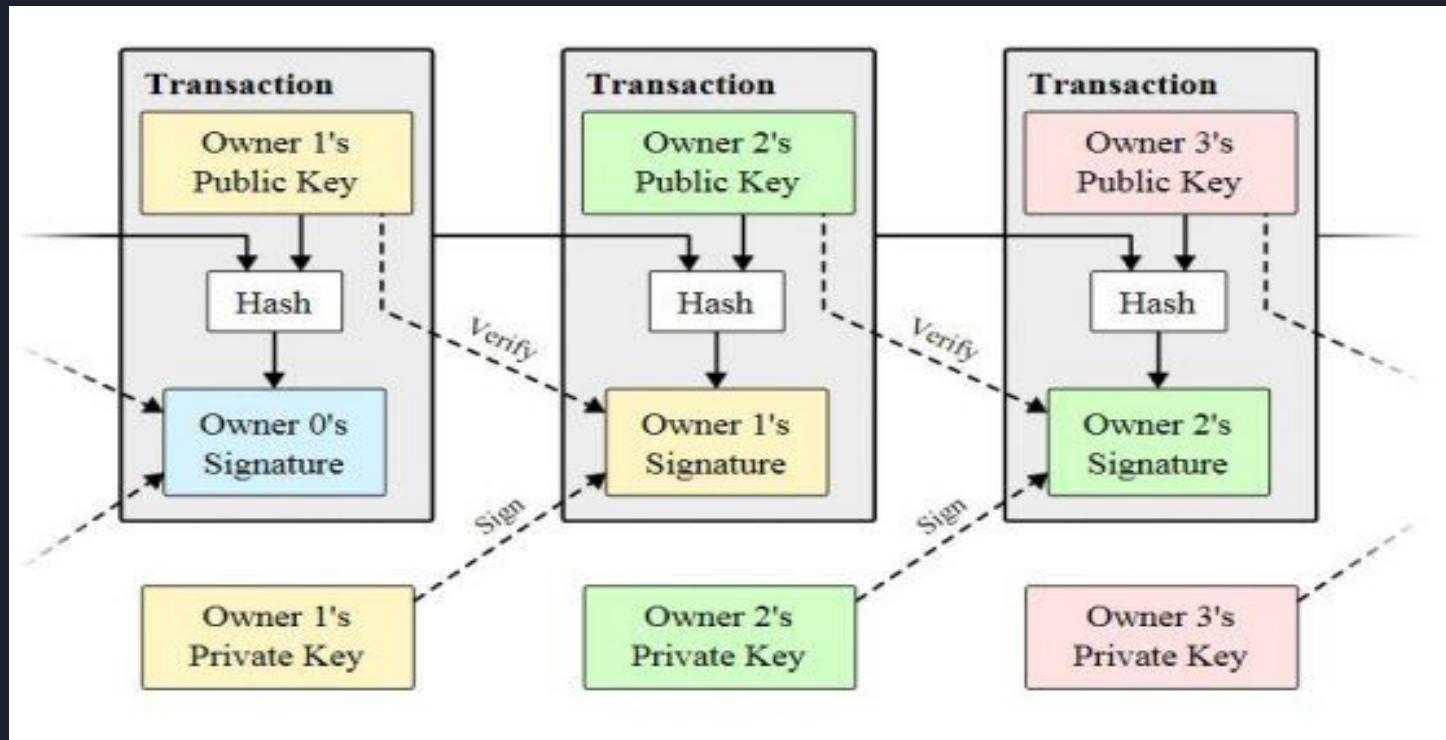 Transaction
Owner 1's
Public Key
Hash
Owner 0's
Signature
Transaction
Owner 2's
Public Key
Hash
Owner 1's
Signature
Transaction
Owner 3's
Public Key
Hash
Owner 2's
Signature
Verify
Verify
Sign
Sign
Owner 1's
Private Key
Owner 2's
Private Key
Owner 3's
Private Key